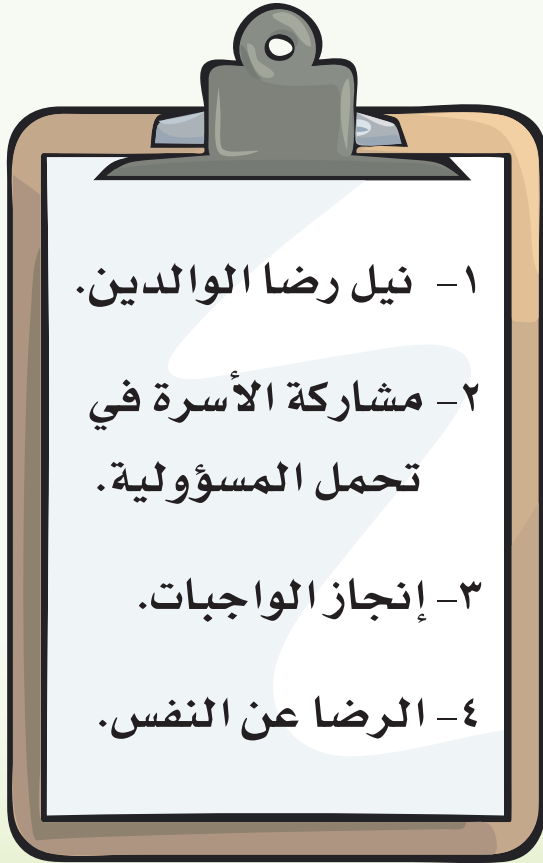 ١- نيل رضا الوالدين.
٢- مشاركة الأسرة في
تحمل المسؤولية.
٣- إنجاز الواجبات.
٤- الرضا عن النفس.